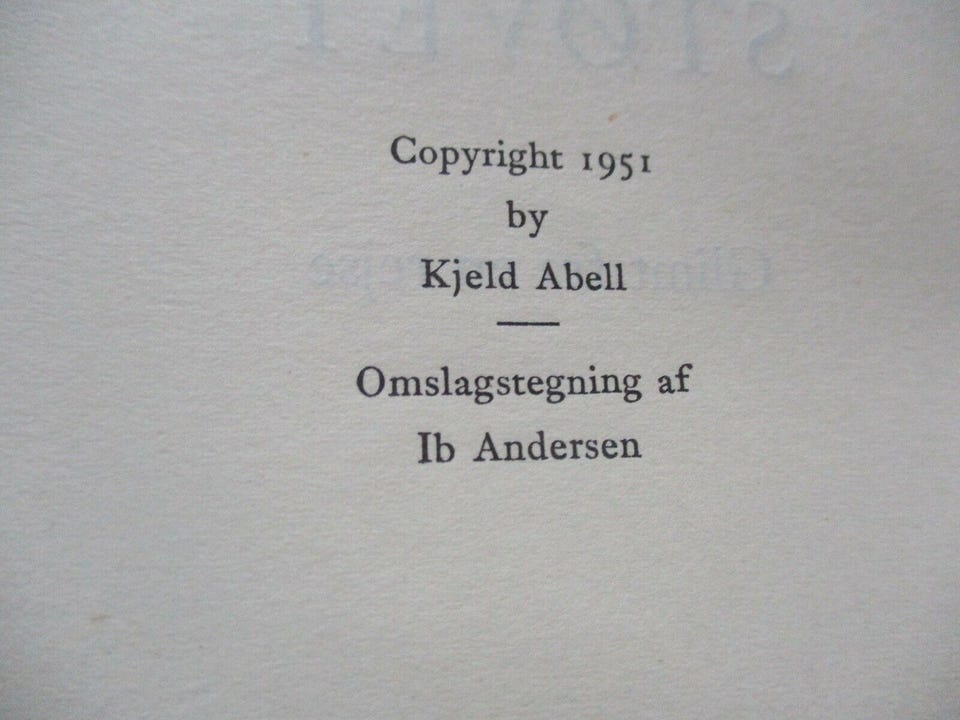 Copyright 1951
by
Kjeld Abell
Omslagstegning af
Ib Andersen